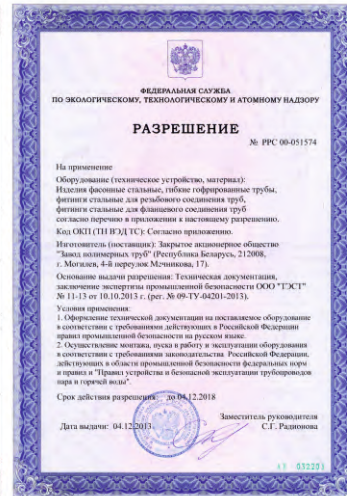 ФЕДЕРАЛЬНАЯ СЛУЖБА
ПО ЭКОЛОГИЧЕСКОМУ, ТЕХНОЛОГИЧЕСКОМУ И АТОМНОМУ НАДЗОРУ
РАЗРЕШЕНИЕ
№ РРС 00-051574
На применение
Оборудование (техническое устройство, материал):
Изделия фасонные стальные, гибкие гофрированные трубы,
фитинги стальные для резьбового соединения труб,
фитинги стальные для фланцевого соединения труб
согласно перечню в приложении к настоящему разрешению.
Код ОКП (ТН ВЭД ТС): Согласно приложению.
Изготовитель (поставщик): Закрытое акционерное общество
"Завод полимерных труб" (Республика Беларусь, 212008,
г. Могилев, 4-й переулок Мечникова, 17).
Основание выдачи разрешения: Техническая документация,
заключение экспертизы промышленной безопасности ООО "ТЭСТ"
№ 11-13 от 10.10.2013 г. (рег. № 09-ТУ-04201-2013).
Условия применения:
1. Оформление технической документации на поставляемое оборудование
в соответствии с требованиями действующих в Российской Федерации
правил промышленной безопасности на русском языке.
2. Осуществление монтажа, пуска в работу и эксплуатации оборудования
в соответствии с требованиями законодательства Российской Федерации,
действующих в области промышленной безопасности федеральных норм
и правил и "Правил устройства и безопасной эксплуатации трубопроводов
пара и горячей воды".
Срок действия разрешения: до 04.12.2018
Заместитель руководителя
Дата выдачи: 04.12.2013 С.Г. Радионова